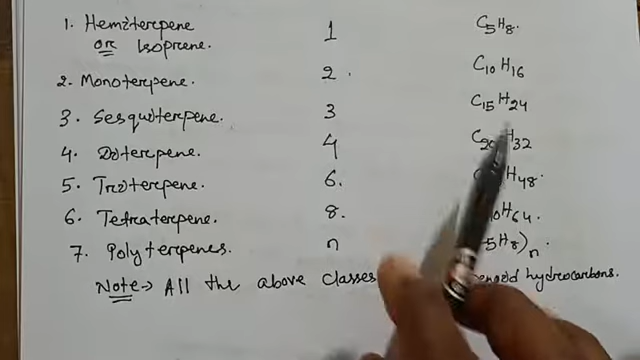 1. Hemiterpene 1 C5H8.
or Isoprene.
2. Monoterpene. 2. C10H16
3. Sesquiterpene. 3 C15H24
4. Diterpene. 4 H32
5. Triterpene. 6. H48.
6. Tetraterpene. 8. H64.
7. Polyterpenes. n 5H8)n.
Note → All the above classes hydrocarbons.